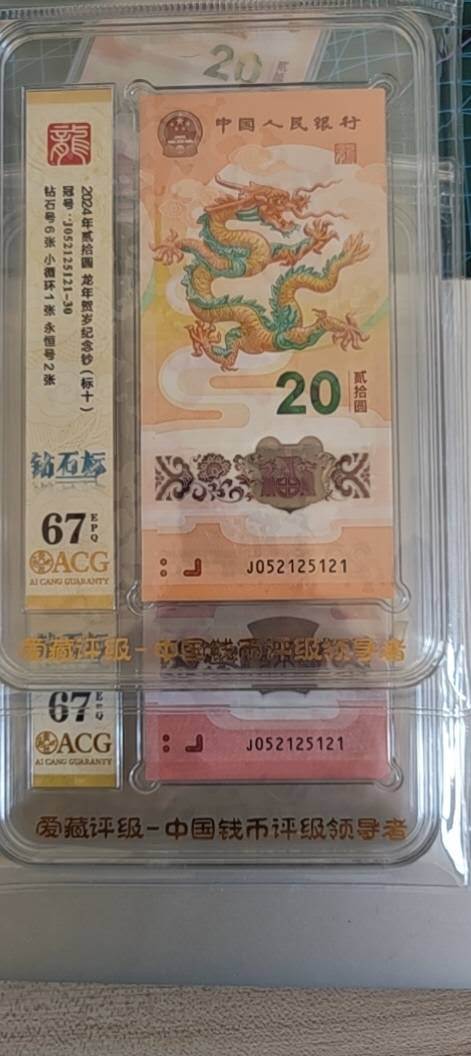 20
中国人民银行
龍
龙
2024年贰拾圆 龙年贺岁纪念钞(标十)
冠号:J052125121-30
钻石号6张 小循环1张 永恒号2张
20
贰拾圆
钻石标
67
EPQ
ACG
AI CANG GUARANTY
J052125121
爱藏评级-中国钱币评级领导者
67
EPQ
ACG
AI CANG GUARANTY
J052125121
爱藏评级-中国钱币评级领导者